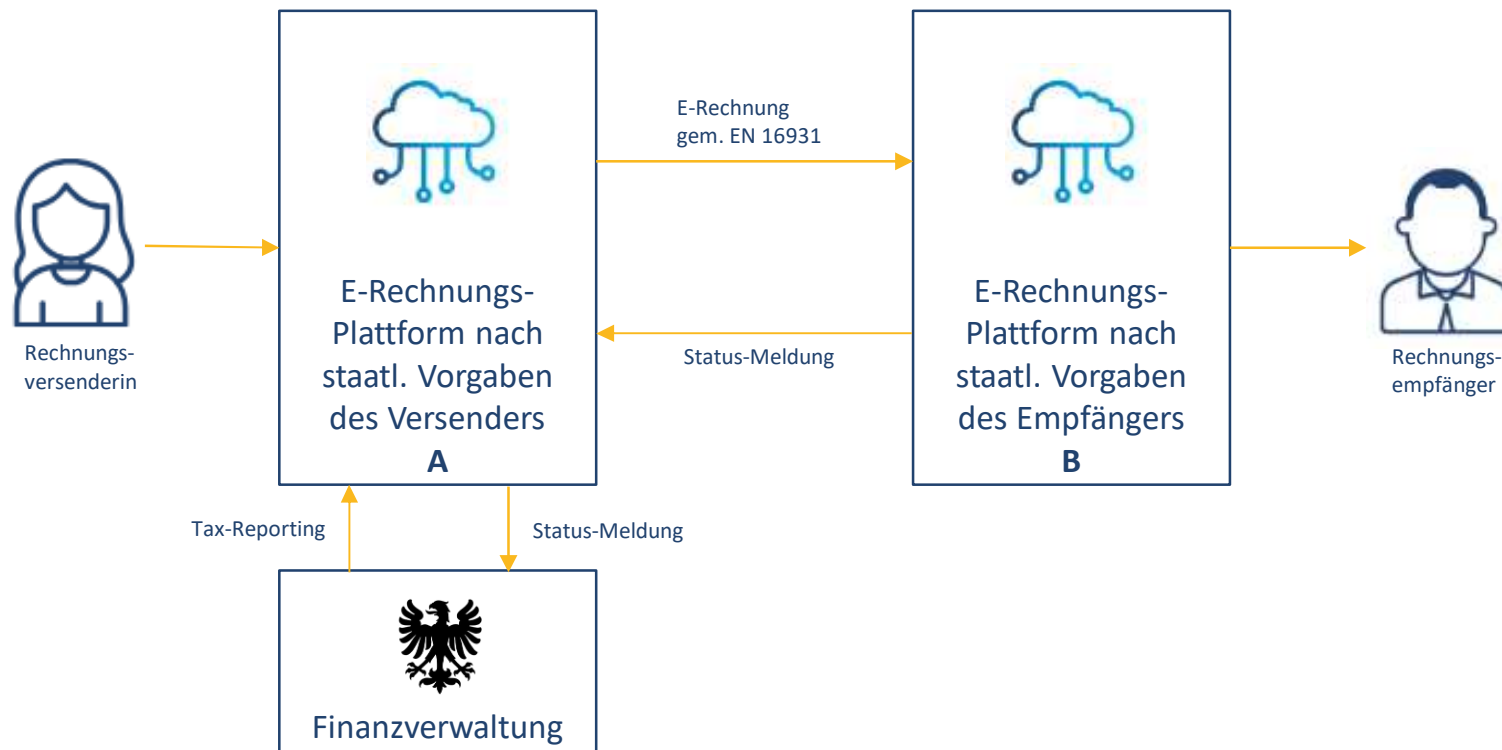 E-Rechnung
gem. EN 16931
E-Rechnungs-
Plattform nach
staatl. Vorgaben
des Versenders
A
E-Rechnungs-
Plattform nach
staatl. Vorgaben
des Empfängers
B
Rechnungs-
versenderin
Status-Meldung
Rechnungs-
empfänger
Tax-Reporting
Status-Meldung
Finanzverwaltung